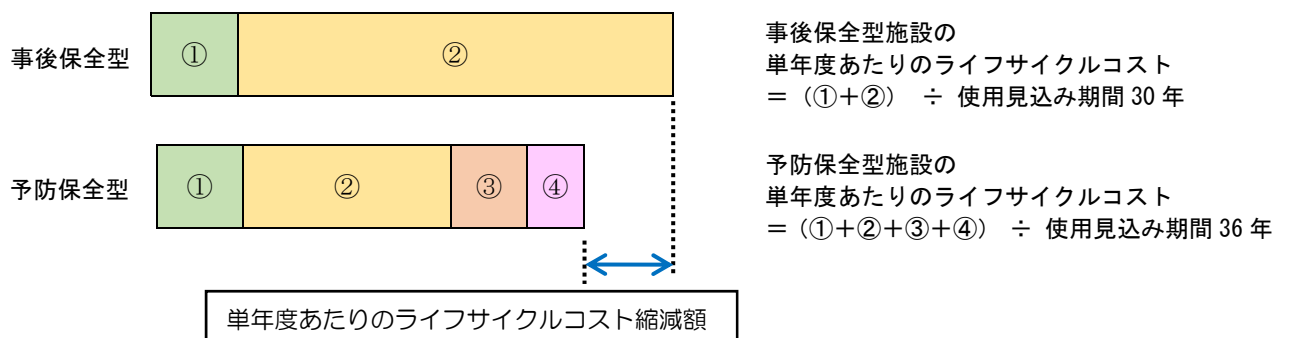 事後保全型
①
②
事後保全型施設の
単年度あたりのライフサイクルコスト
＝（①＋②） ÷ 使用見込み期間 30 年
予防保全型
①
②
③
④
予防保全型施設の
単年度あたりのライフサイクルコスト
＝（①＋②＋③＋④） ÷ 使用見込み期間 36 年
単年度あたりのライフサイクルコスト縮減額